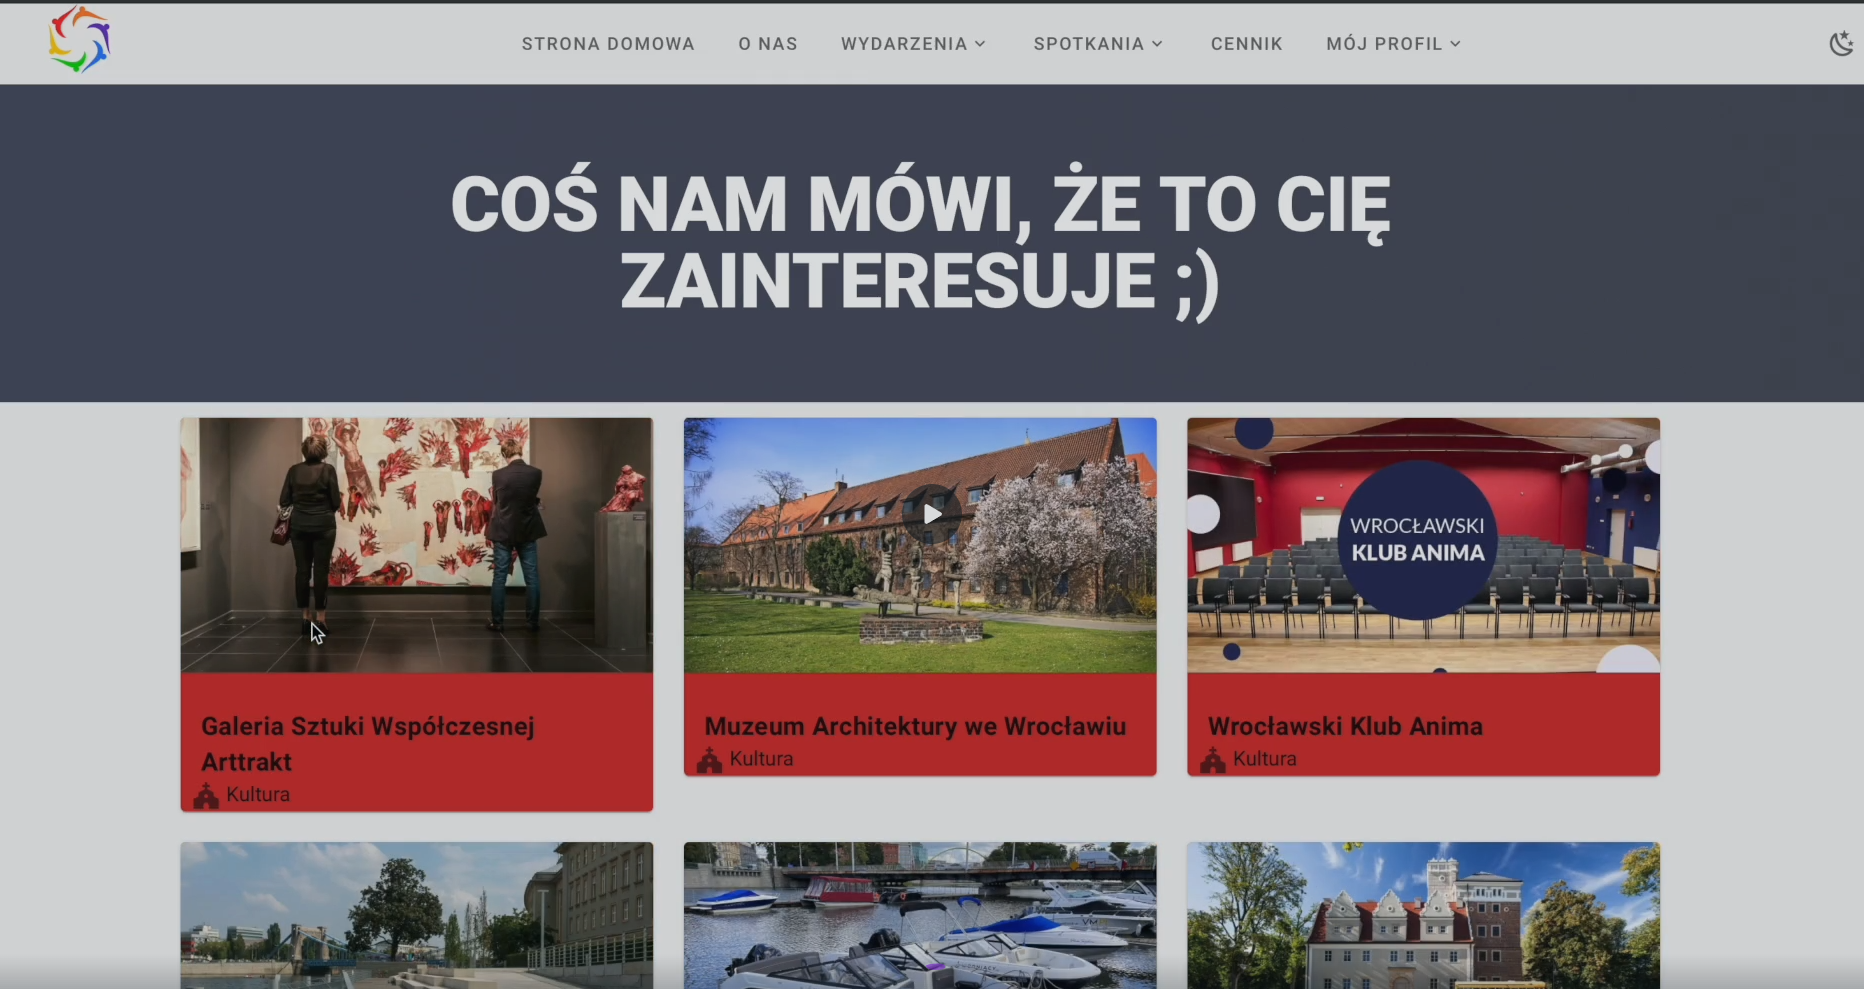 STRONA DOMOWA O NAS WYDARZENIA SPOTKANIA CENNIK MÓJ PROFIL
COŚ NAM MÓWI, ŻE TO CIĘ
ZAINTERESUJE ;)
WROCŁAWSKI
KLUB ANIMA
Galeria Sztuki Współczesnej
Arttrakt
Kultura
Muzeum Architektury we Wrocławiu
Kultura
Wrocławski Klub Anima
Kultura